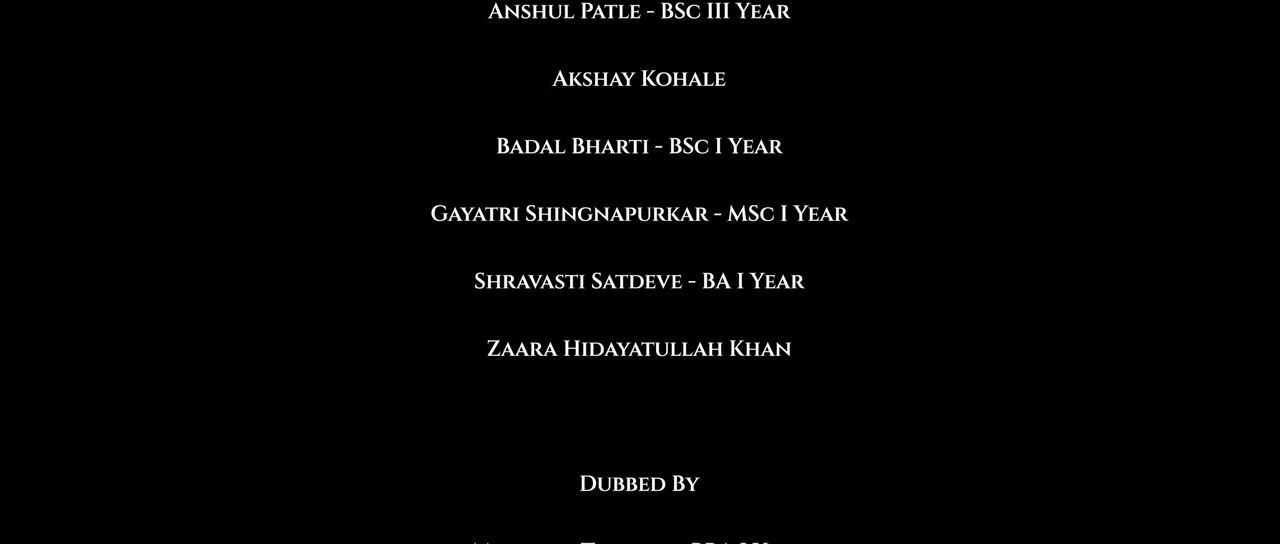 Anshul Patle - BSc III Year
Akshay Kohale
Badal Bharti - BSc I Year
Gayatri Shingnapurkar - MSc I Year
Shravasti Satdeve - BA I Year
Zaara Hidayatullah Khan
Dubbed By